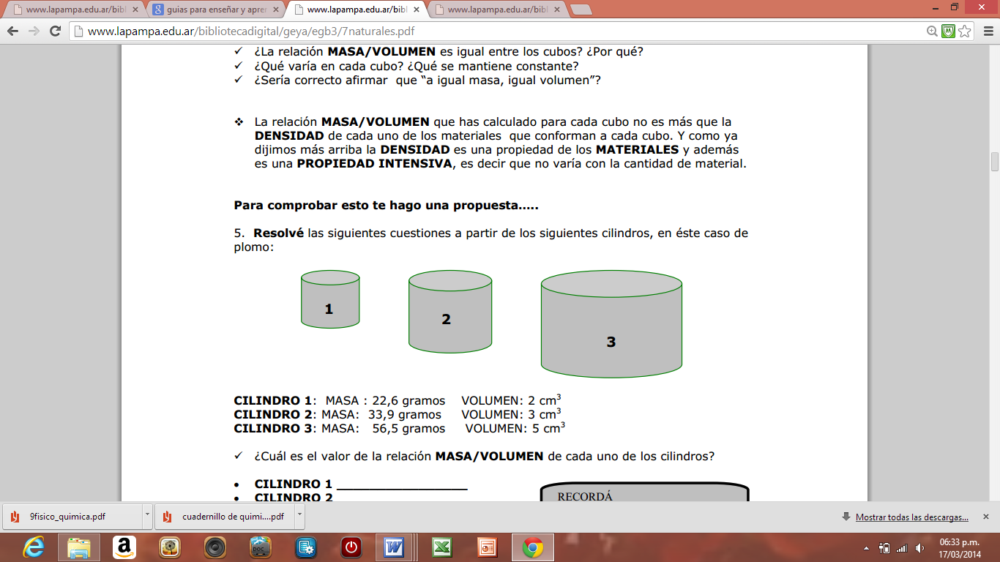 www.lapampa.edu.ar/bibl
guias para enseñar y apren
www.lapampa.edu.ar/bibl
www.lapampa.edu.ar/bibl
www.lapampa.edu.ar/bibliotecadigital/geya/egb3/7naturales.pdf
✓ ¿La relación MASA/VOLUMEN es igual entre los cubos? ¿Por qué?
✓ ¿Qué varía en cada cubo? ¿Qué se mantiene constante?
✓ ¿Sería correcto afirmar que “a igual masa, igual volumen”?
❖ La relación MASA/VOLUMEN que has calculado para cada cubo no es más que la
DENSIDAD de cada uno de los materiales que conforman a cada cubo. Y como ya
dijimos más arriba la DENSIDAD es una propiedad de los MATERIALES y además
es una PROPIEDAD INTENSIVA, es decir que no varía con la cantidad de material.
Para comprobar esto te hago una propuesta.....
5. Resolvé las siguientes cuestiones a partir de los siguientes cilindros, en éste caso de
plomo:
1
2
3
CILINDRO 1: MASA : 22,6 gramos VOLUMEN: 2 cm³
CILINDRO 2: MASA: 33,9 gramos VOLUMEN: 3 cm³
CILINDRO 3: MASA: 56,5 gramos VOLUMEN: 5 cm³
✓ ¿Cuál es el valor de la relación MASA/VOLUMEN de cada uno de los cilindros?
• CILINDRO 1 ___________________
• CILINDRO 2
RECORDÁ
9fisico_quimica.pdf
cuadernillo de quimi....pdf
Mostrar todas las descargas...
06:33 p.m.
17/03/2014